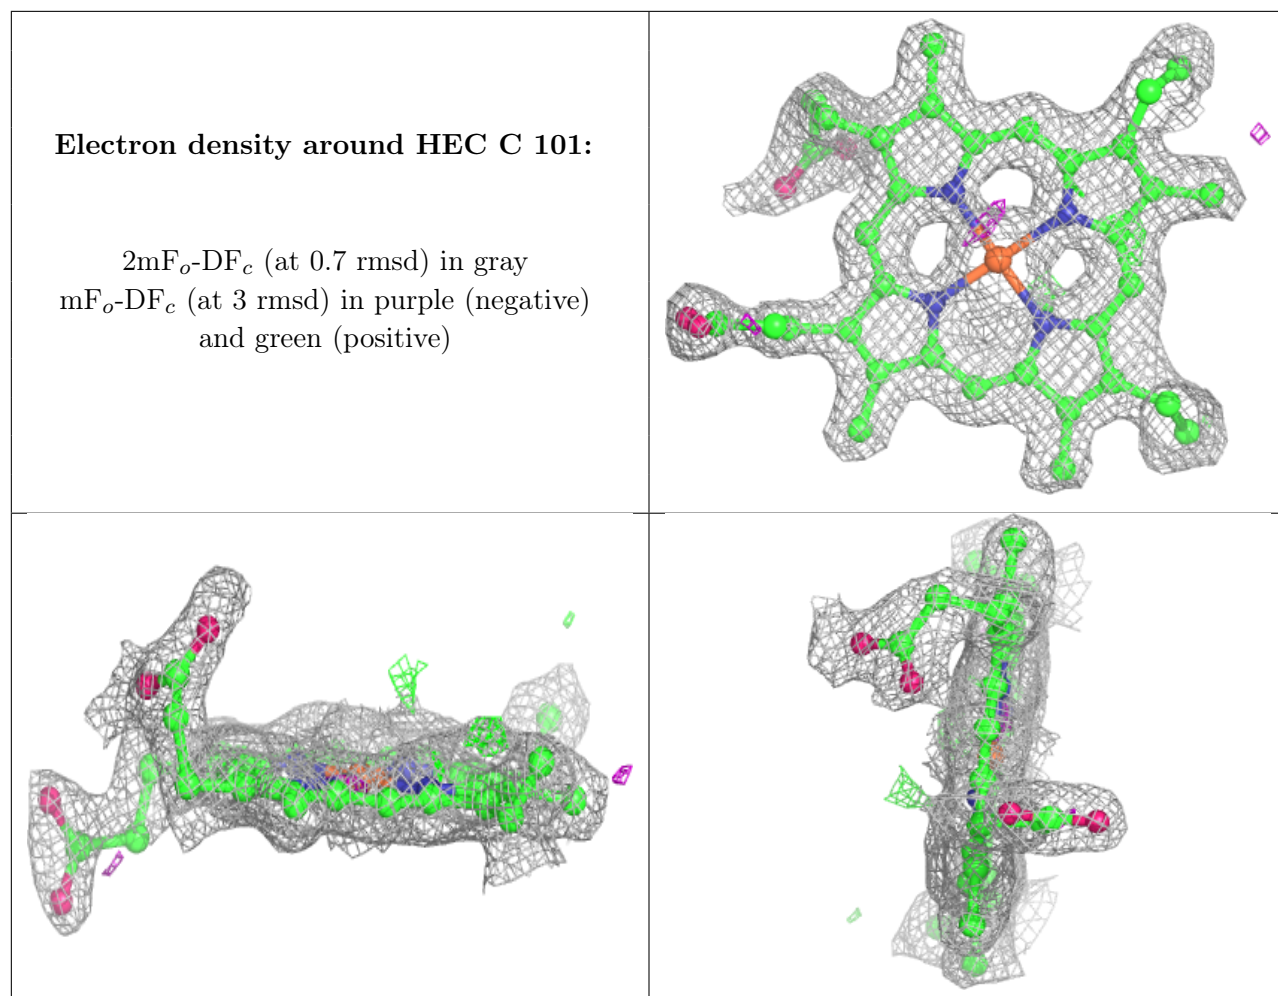 Electron density around HEC C 101:
2mFₒ-DF𝒸 (at 0.7 rmsd) in gray
mFₒ-DF𝒸 (at 3 rmsd) in purple (negative)
and green (positive)